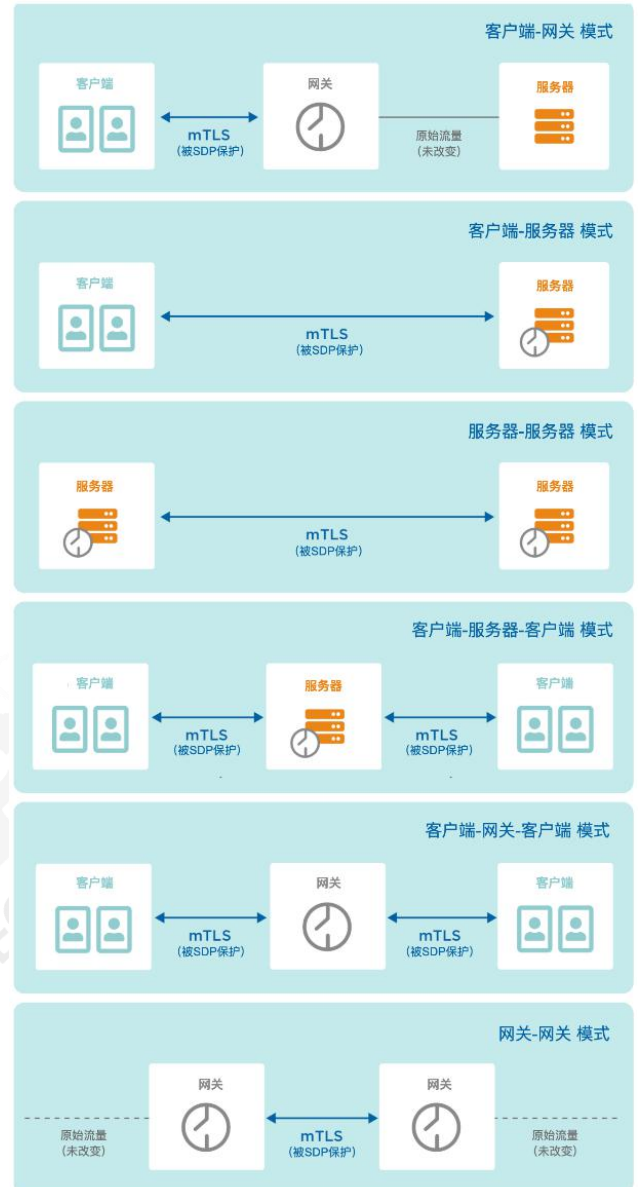 客户端-网关 模式
客户端
网关
服务器
mTLS
(被SDP保护)
原始流量
(未改变)
客户端-服务器 模式
客户端
服务器
mTLS
(被SDP保护)
服务器-服务器 模式
服务器
服务器
mTLS
(被SDP保护)
客户端-服务器-客户端 模式
客户端
服务器
客户端
mTLS
(被SDP保护)
mTLS
(被SDP保护)
客户端-网关-客户端 模式
客户端
网关
客户端
mTLS
(被SDP保护)
mTLS
(被SDP保护)
网关-网关 模式
网关
网关
原始流量
(未改变)
mTLS
(被SDP保护)
原始流量
(未改变)